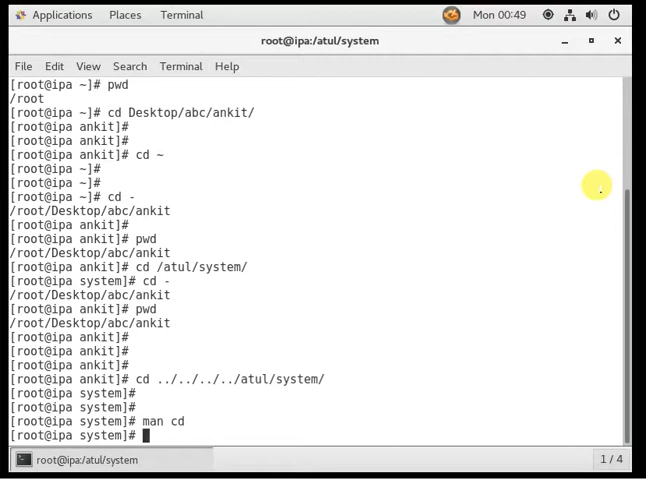 Applications Places Terminal Mon 00:49
root@ipa:/atul/system
File Edit View Search Terminal Help
[root@ipa ~]# pwd
/root
[root@ipa ~]# cd Desktop/abc/ankit/
[root@ipa ankit]#
[root@ipa ankit]#
[root@ipa ankit]# cd ~
[root@ipa ~]#
[root@ipa ~]#
[root@ipa ~]# cd -
/root/Desktop/abc/ankit
[root@ipa ankit]#
[root@ipa ankit]# pwd
/root/Desktop/abc/ankit
[root@ipa ankit]# cd /atul/system/
[root@ipa system]# cd -
/root/Desktop/abc/ankit
[root@ipa ankit]# pwd
/root/Desktop/abc/ankit
[root@ipa ankit]#
[root@ipa ankit]#
[root@ipa ankit]#
[root@ipa ankit]# cd ../../../../atul/system/
[root@ipa system]#
[root@ipa system]#
[root@ipa system]# man cd
[root@ipa system]#
root@ipa:/atul/system 1 / 4